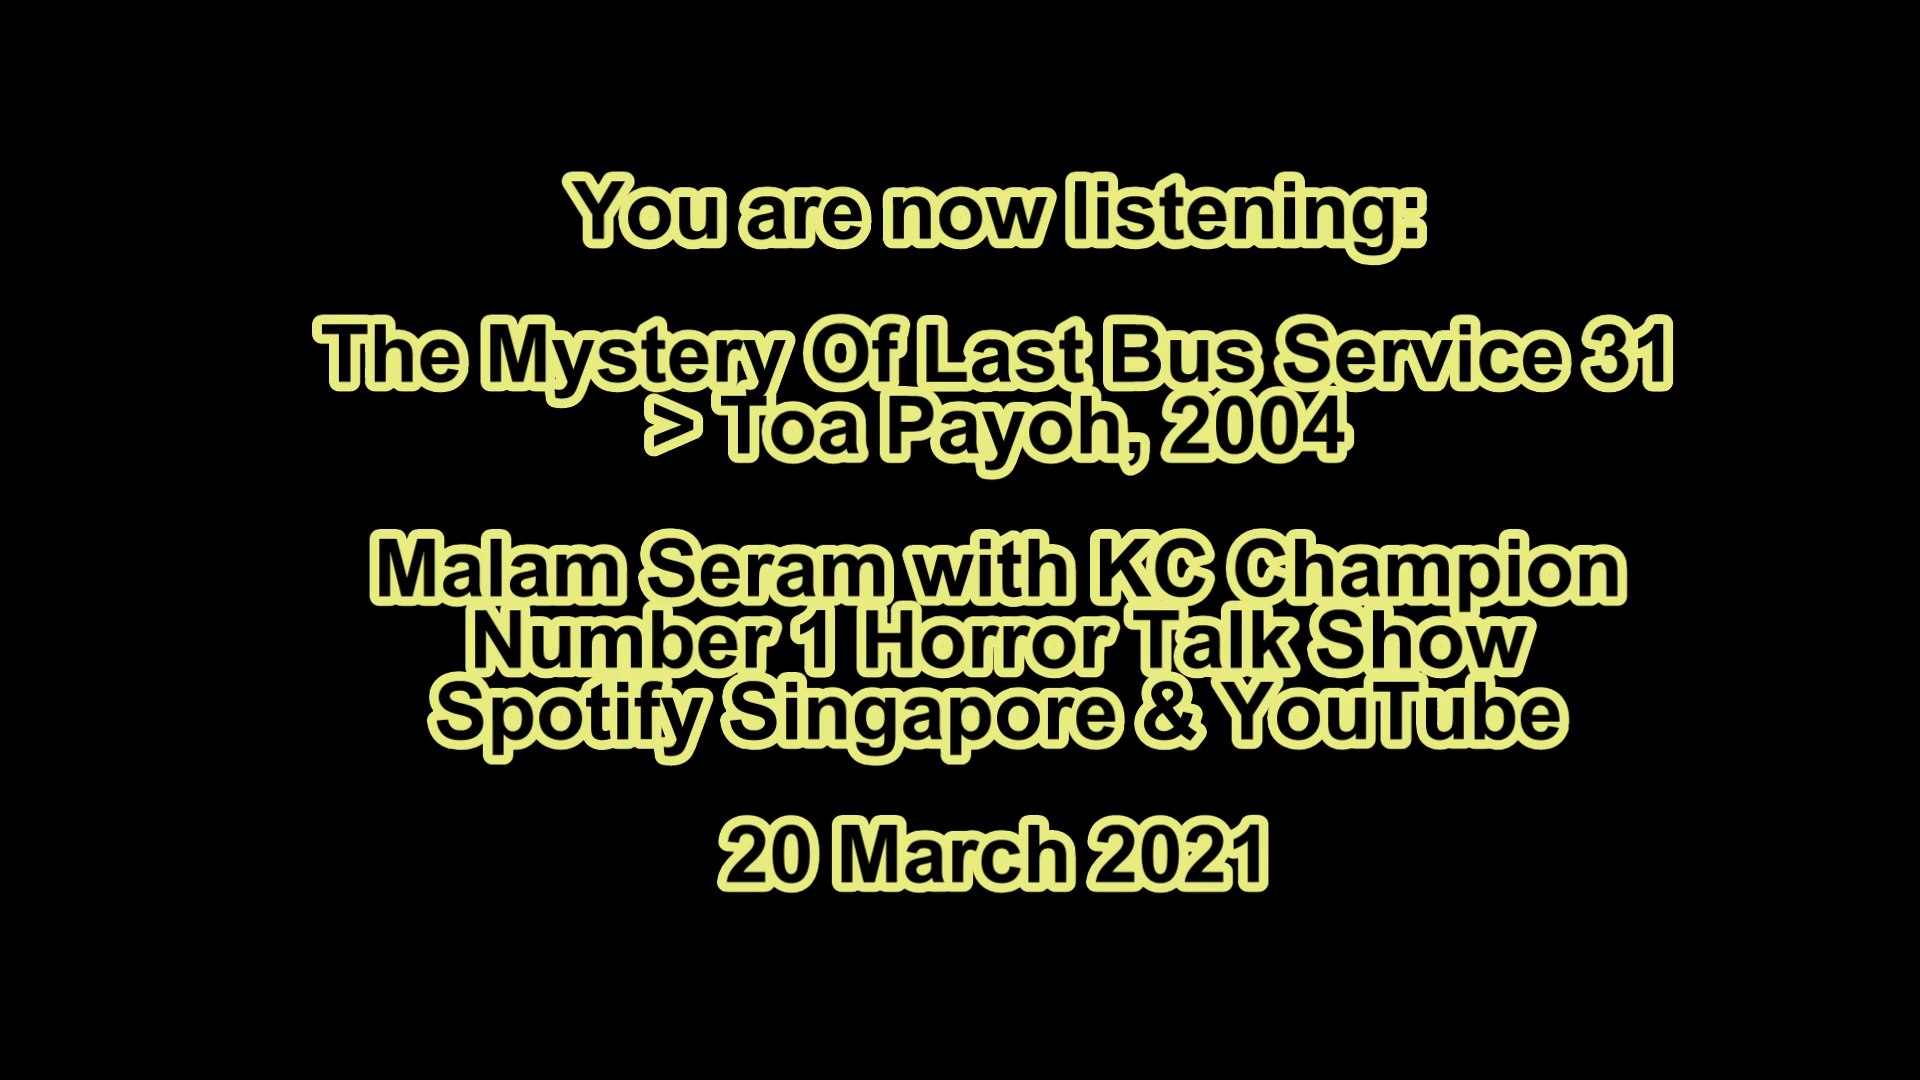 You are now listening:
The Mystery Of Last Bus Service 31
> Toa Payoh, 2004
Malam Seram with KC Champion
Number 1 Horror Talk Show
Spotify Singapore & YouTube
20 March 2021